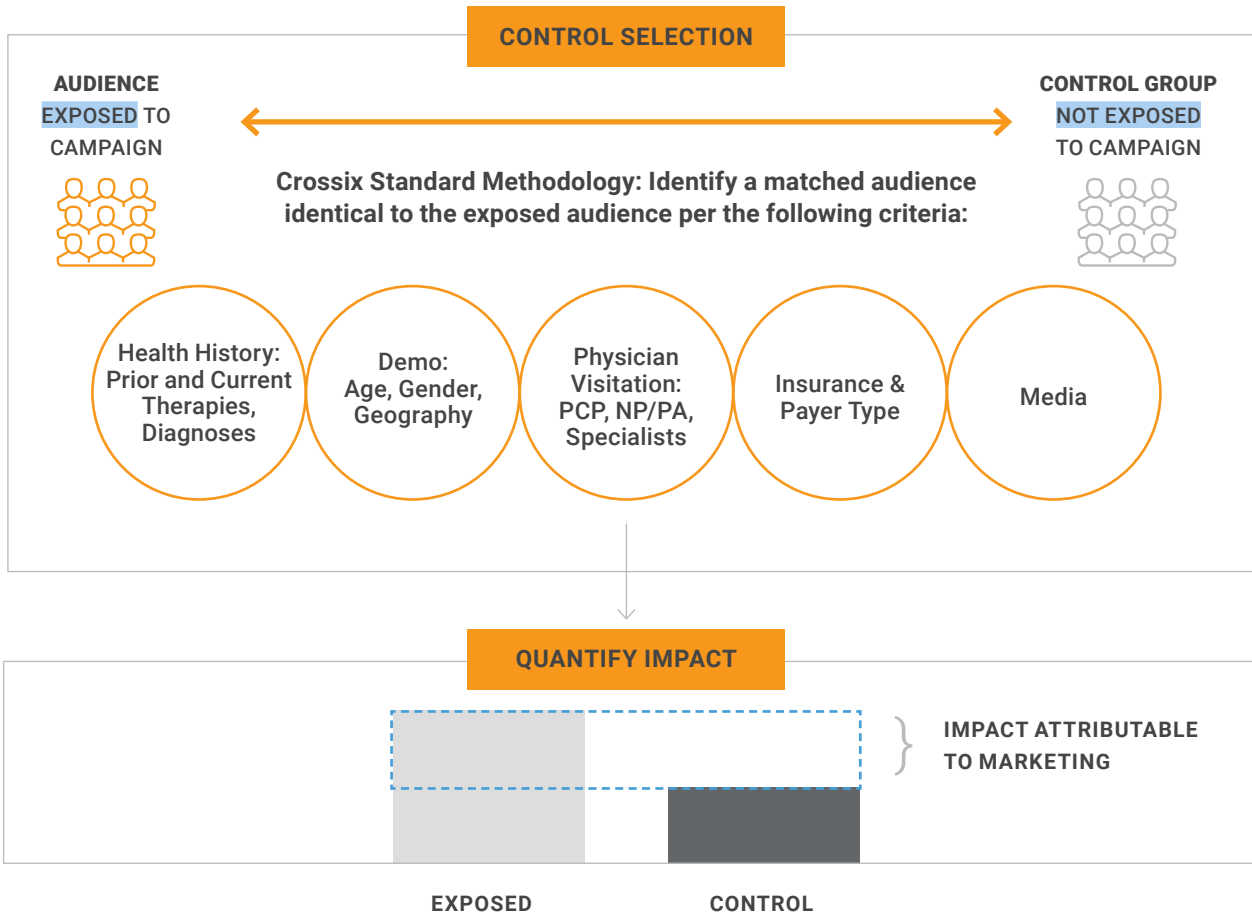 CONTROL SELECTION
AUDIENCE
EXPOSED TO
CAMPAIGN
CONTROL GROUP
NOT EXPOSED
TO CAMPAIGN
Crossix Standard Methodology: Identify a matched audience
identical to the exposed audience per the following criteria:
Health History:
Prior and Current
Therapies,
Diagnoses
Demo:
Age, Gender,
Geography
Physician
Visitation:
PCP, NP/PA,
Specialists
Insurance &
Payer Type
Media
QUANTIFY IMPACT
IMPACT ATTRIBUTABLE
TO MARKETING
EXPOSED
CONTROL